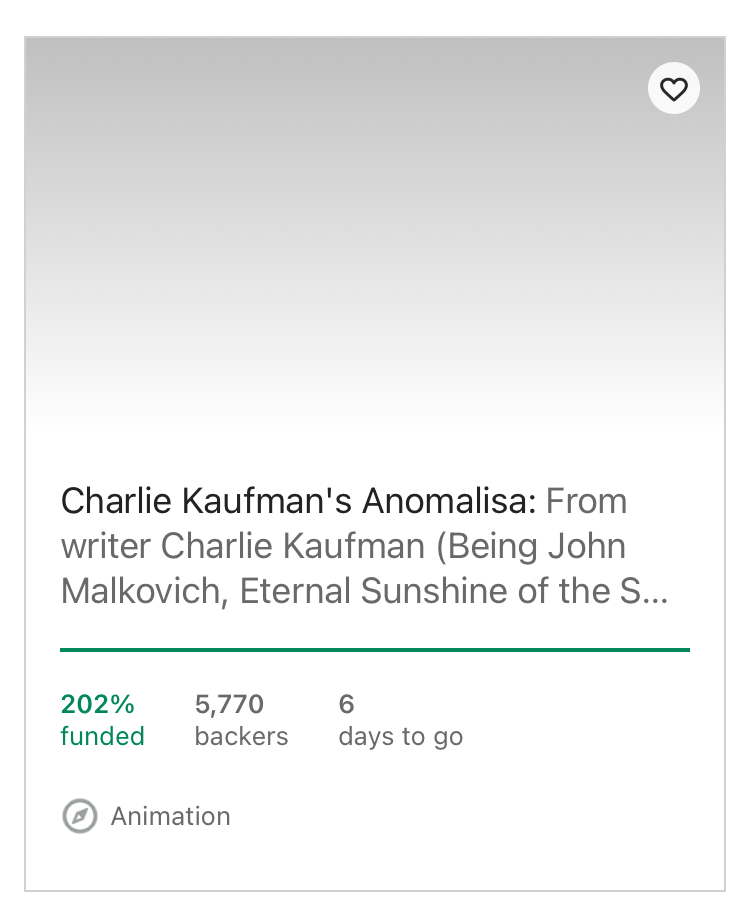 Charlie Kaufman's Anomalisa: From
writer Charlie Kaufman (Being John
Malkovich, Eternal Sunshine of the S...
202% 5,770 6
funded backers days to go
Animation